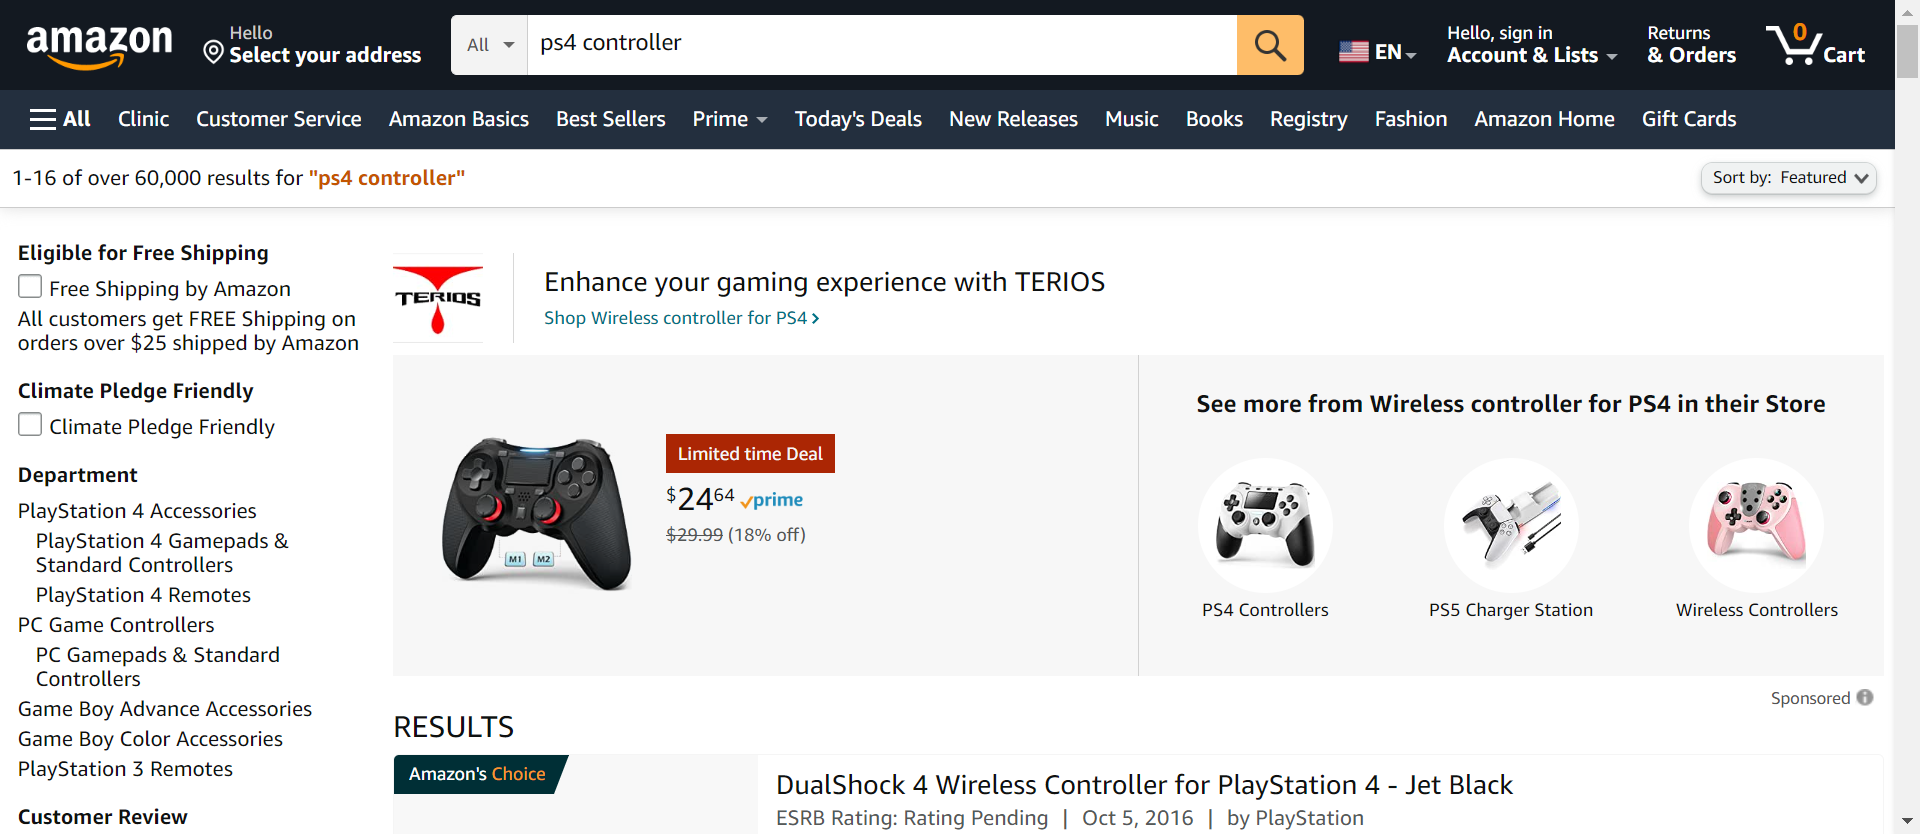 amazon
Hello
Select your address
All
ps4 controller
EN
Hello, sign in
Account & Lists
Returns
& Orders
0
Cart
All
Clinic
Customer Service
Amazon Basics
Best Sellers
Prime
Today's Deals
New Releases
Music
Books
Registry
Fashion
Amazon Home
Gift Cards
1-16 of over 60,000 results for "ps4 controller"
Sort by: Featured
Eligible for Free Shipping
Free Shipping by Amazon
All customers get FREE Shipping on
orders over $25 shipped by Amazon
Climate Pledge Friendly
Climate Pledge Friendly
Department
PlayStation 4 Accessories
PlayStation 4 Gamepads &
Standard Controllers
PlayStation 4 Remotes
PC Game Controllers
PC Gamepads & Standard
Controllers
Game Boy Advance Accessories
Game Boy Color Accessories
PlayStation 3 Remotes
Customer Review
TERIOS
Enhance your gaming experience with TERIOS
Shop Wireless controller for PS4
M1 M2
Limited time Deal
$24 64 prime
$29.99 (18% off)
See more from Wireless controller for PS4 in their Store
PS4 Controllers
PS5 Charger Station
Wireless Controllers
Sponsored
RESULTS
Amazon's Choice
DualShock 4 Wireless Controller for PlayStation 4 - Jet Black
ESRB Rating: Rating Pending | Oct 5, 2016 | by PlayStation